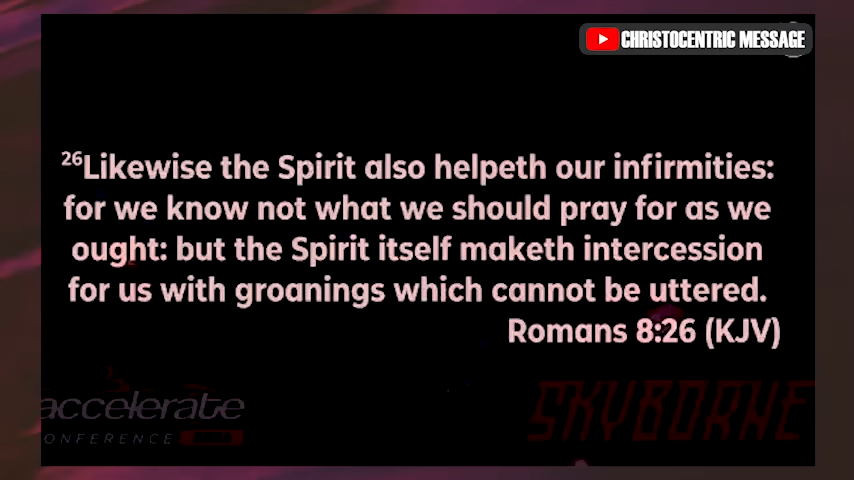 CHRISTOCENTRIC MESSAGE
26Likewise the Spirit also helpeth our infirmities:
for we know not what we should pray for as we
ought: but the Spirit itself maketh intercession
for us with groanings which cannot be uttered.
Romans 8:26 (KJV)
accelerate
ONFERENCE
SKYBORNE